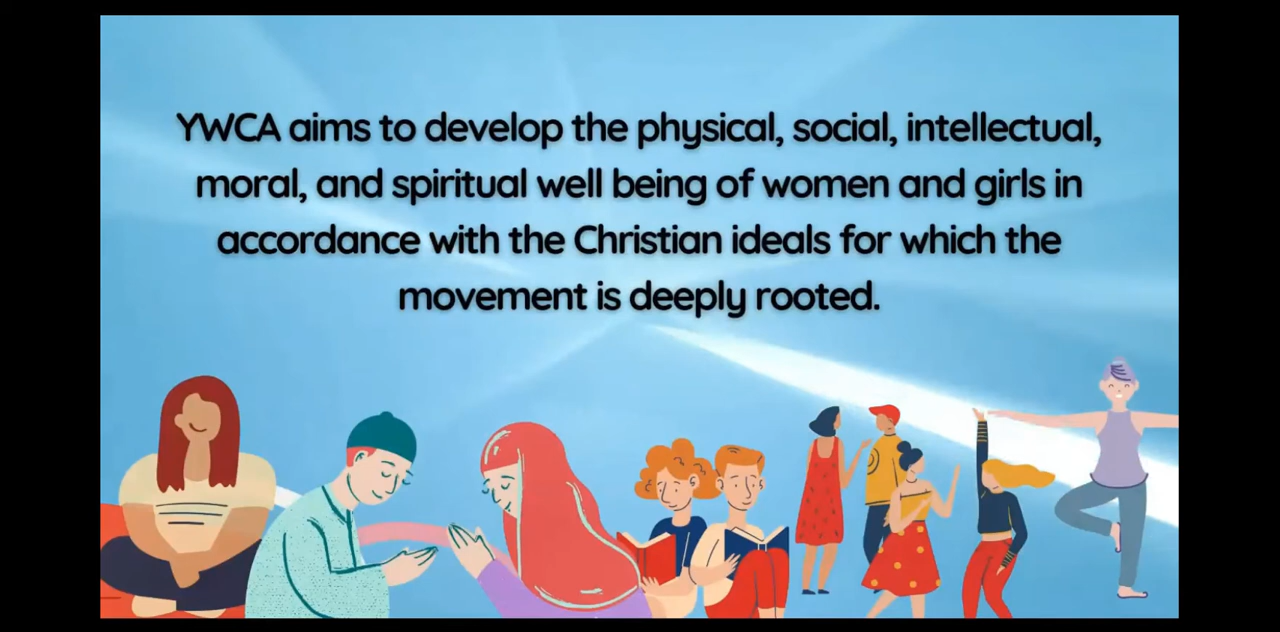 YWCA aims to develop the physical, social, intellectual,
moral, and spiritual well being of women and girls in
accordance with the Christian ideals for which the
movement is deeply rooted.